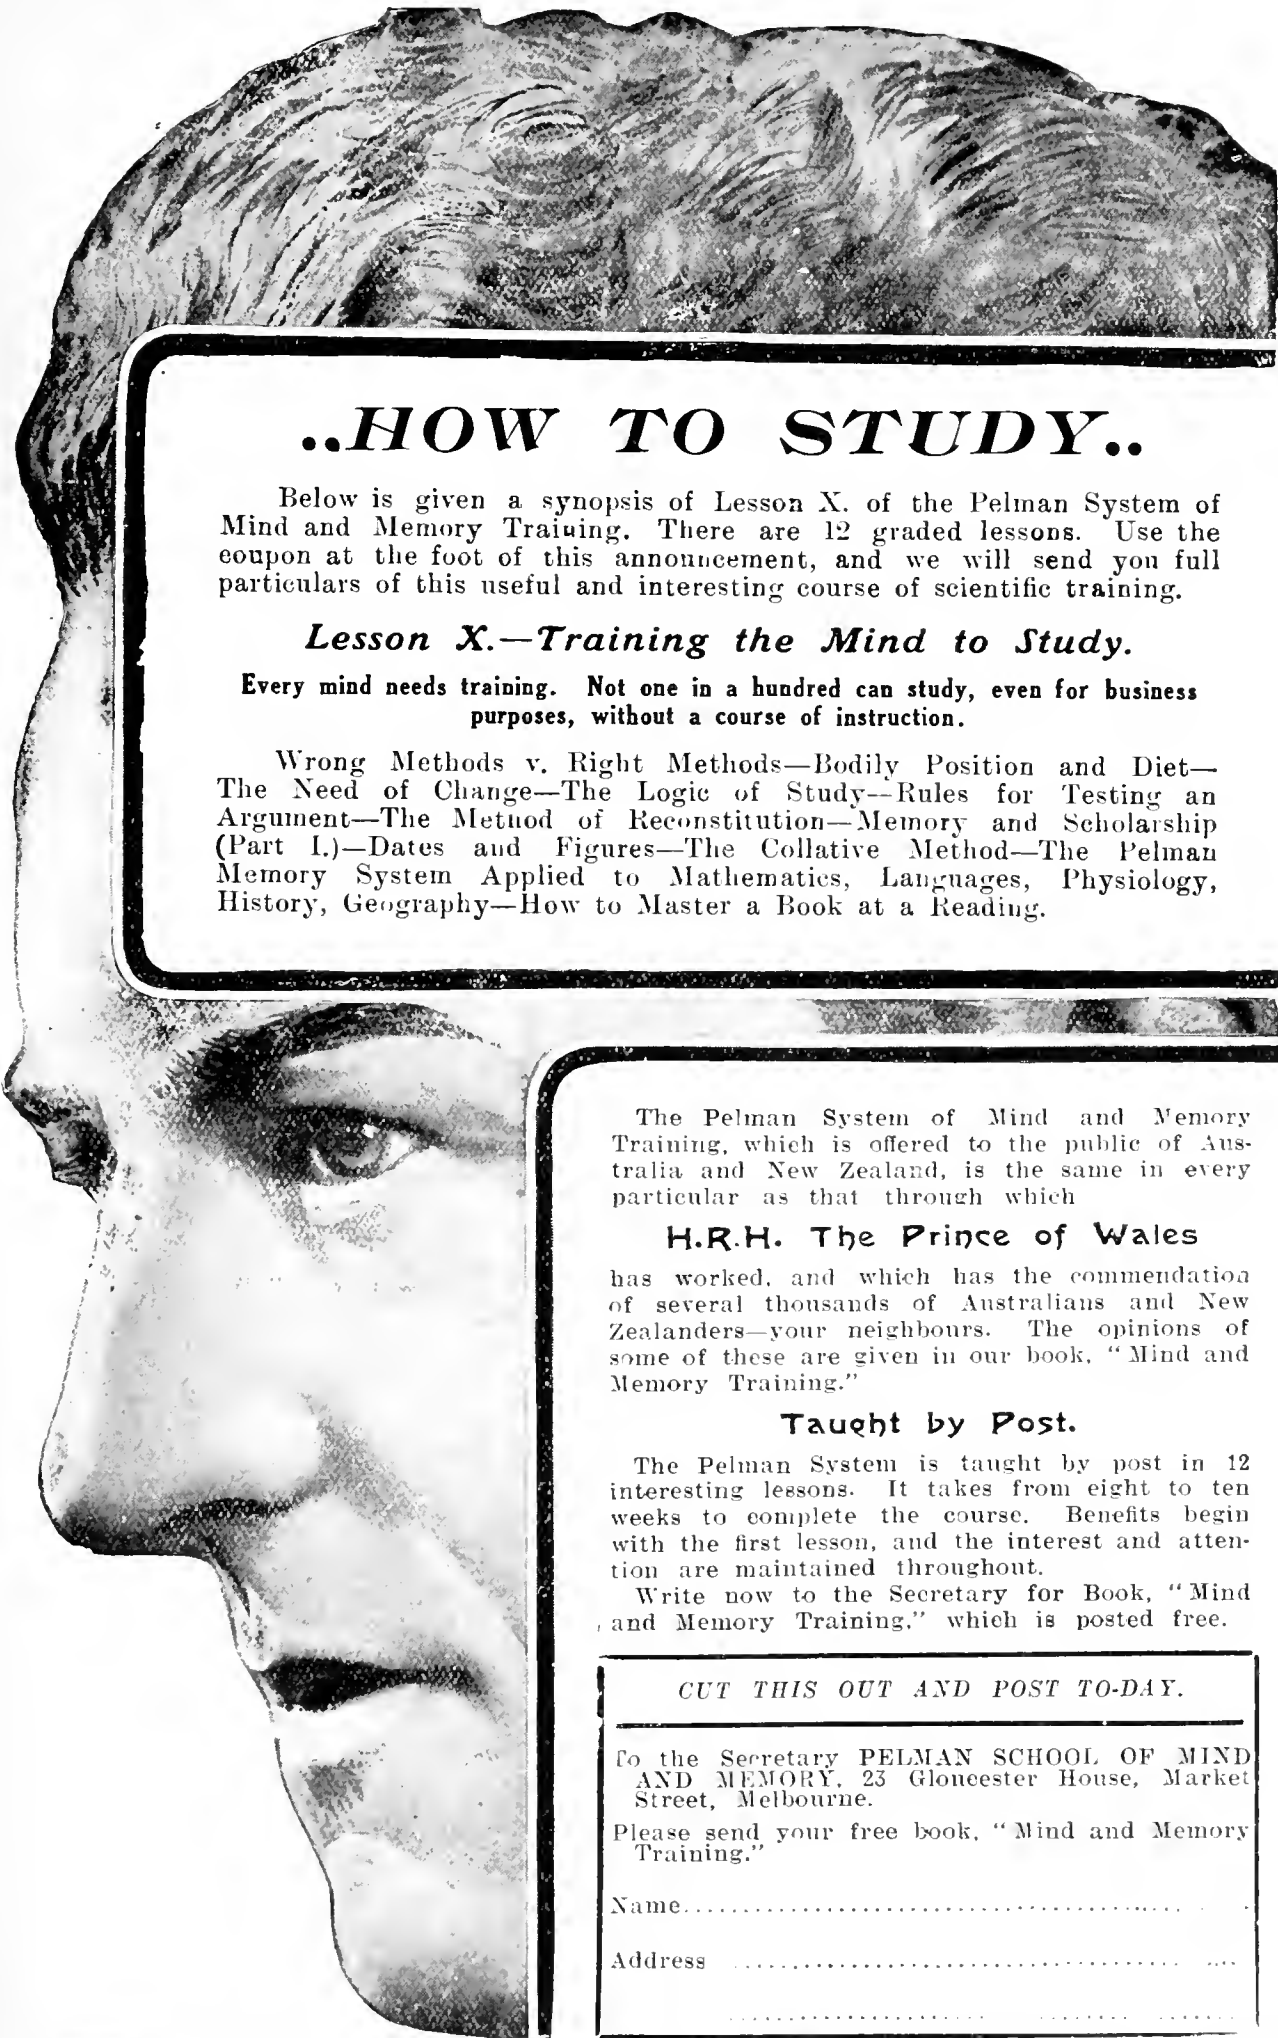 ..HOW TO STUDY..
Below is given a synopsis of Lesson X. of the Pelman System of
Mind and Memory Training. There are 12 graded lessons. Use the
coupon at the foot of this announcement, and we will send you full
particulars of this useful and interesting course of scientific training.
Lesson X.—Training the Mind to Study.
Every mind needs training. Not one in a hundred can study, even for business
purposes, without a course of instruction.
Wrong Methods v. Right Methods—Bodily Position and Diet—
The Need of Change—The Logic of Study—Rules for Testing an
Argument—The Method of Reconstitution—Memory and Scholarship
(Part I.)—Dates and Figures—The Collative Method—The Pelman
Memory System Applied to Mathematics, Languages, Physiology,
History, Geography—How to Master a Book at a Reading.
The Pelman System of Mind and Memory
Training, which is offered to the public of Aus-
tralia and New Zealand, is the same in every
particular as that through which
H.R.H. The Prince of Wales
has worked, and which has the commendation
of several thousands of Australians and New
Zealanders—your neighbours. The opinions of
some of these are given in our book, "Mind and
Memory Training."
Taught by Post.
The Pelman System is taught by post in 12
interesting lessons. It takes from eight to ten
weeks to complete the course. Benefits begin
with the first lesson, and the interest and atten-
tion are maintained throughout.
Write now to the Secretary for Book, "Mind
and Memory Training," which is posted free.
CUT THIS OUT AND POST TO-DAY.
To the Secretary PELMAN SCHOOL OF MIND
AND MEMORY, 23 Gloucester House, Market
Street, Melbourne.
Please send your free book, "Mind and Memory
Training."
Name
Address